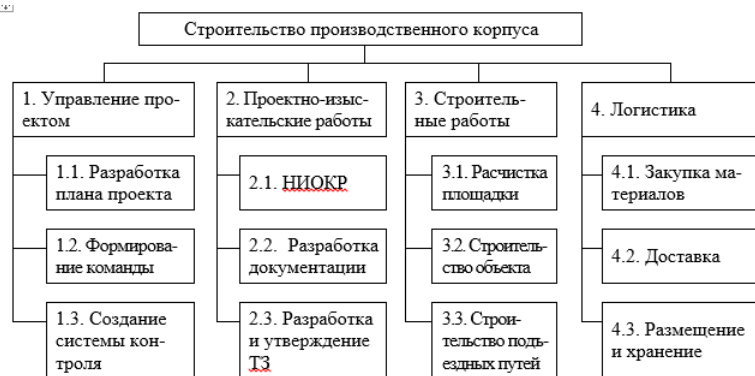 Строительство производственного корпуса
1. Управление про-
ектом
2. Проектно-изыс-
кательские работы
3. Строитель-
ные работы
4. Логистика
1.1. Разработка
плана проекта
2.1. НИОКР
3.1. Расчистка
площадки
4.1. Закупка ма-
териалов
1.2. Формирова-
ние команды
2.2. Разработка
документации
3.2. Строитель-
ство объекта
4.2. Доставка
1.3. Создание
системы кон-
троля
2.3. Разработка
и утверждение
ТЗ
3.3. Строи-
тельство подъ-
ездных путей
4.3. Размещение
и хранение